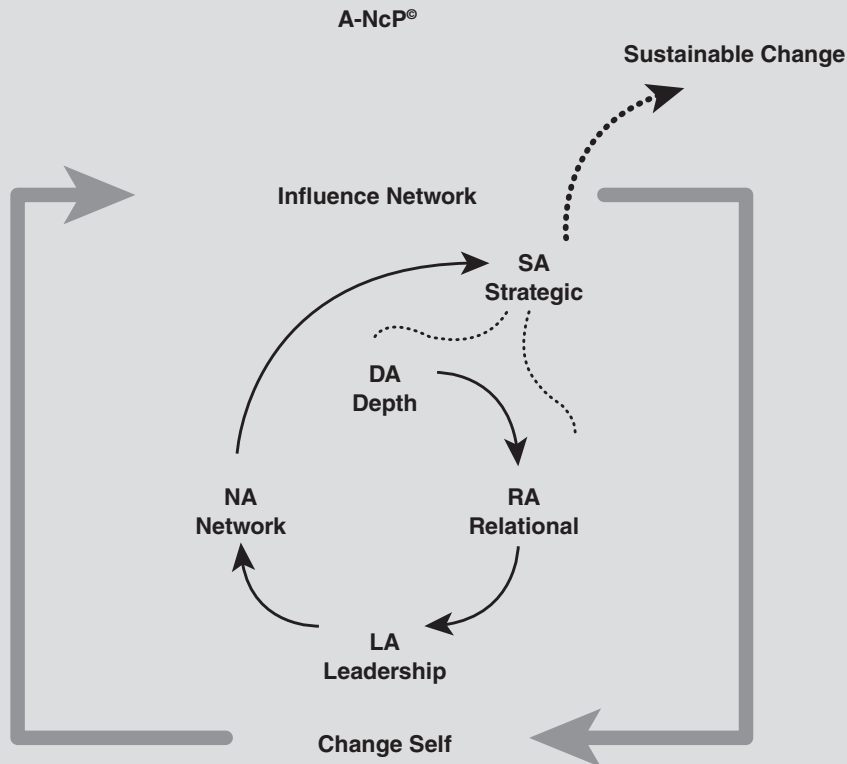 A-NcP©
Sustainable Change
Influence Network
SA
Strategic
DA
Depth
NA
Network
RA
Relational
LA
Leadership
Change Self